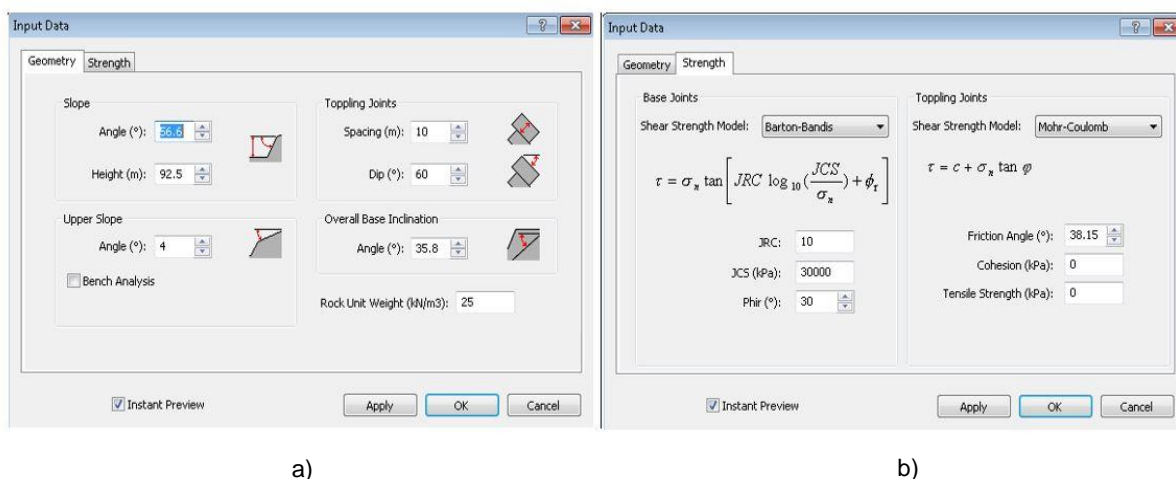 Input Data
Geometry Strength
Slope
Angle (°): 56.6
Height (m): 92.5
Toppling Joints
Spacing (m): 10
Dip (°): 60
Upper Slope
Angle (°): 4
Bench Analysis
Overall Base Inclination
Angle (°): 35.8
Rock Unit Weight (kN/m3): 25
Instant Preview Apply OK Cancel
a)
Input Data
Geometry Strength
Base Joints
Shear Strength Model: Barton-Bandis
τ = σn tan[JRC log10(JCS/σn) + ϕr]
JRC: 10
JCS (kPa): 30000
Phir (°): 30
Toppling Joints
Shear Strength Model: Mohr-Coulomb
τ = c + σn tan φ
Friction Angle (°): 38.15
Cohesion (kPa): 0
Tensile Strength (kPa): 0
Instant Preview Apply OK Cancel
b)